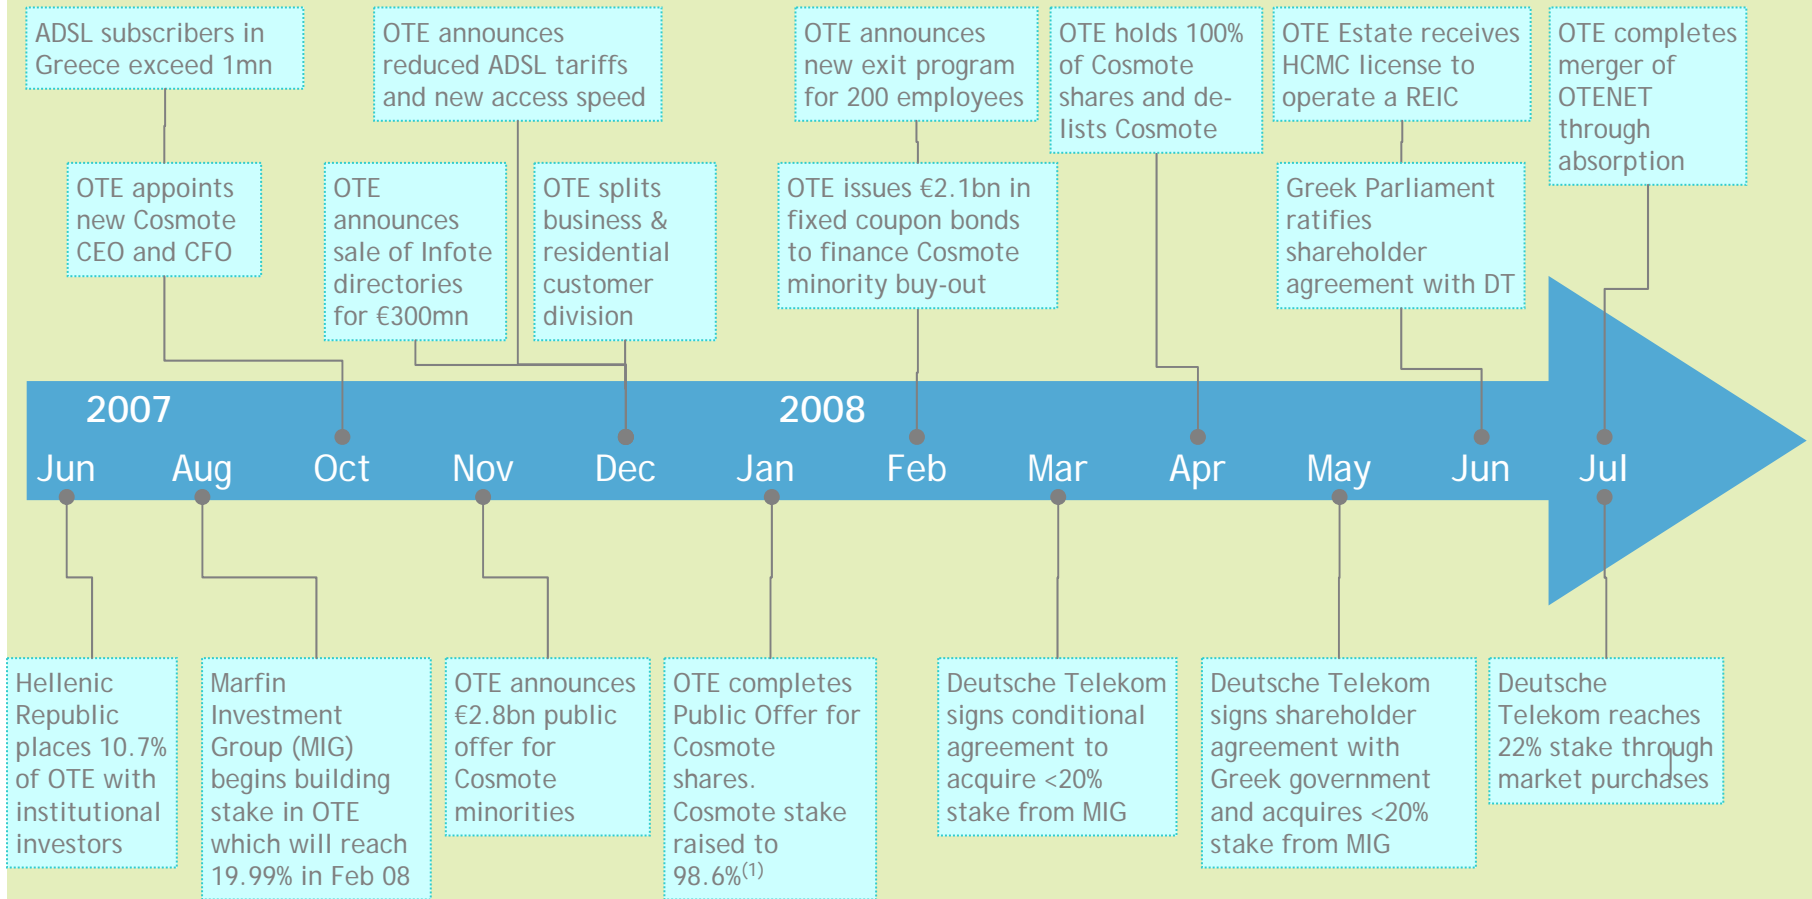 ADSL subscribers in
Greece exceed 1mn
OTE announces
reduced ADSL tariffs
and new access speed
OTE announces
new exit program
for 200 employees
OTE holds 100%
of Cosmote
shares and de-
lists Cosmote
OTE Estate receives
HCMC license to
operate a REIC
OTE completes
merger of
OTENET
through
absorption
OTE appoints
new Cosmote
CEO and CFO
OTE
announces
sale of Infote
directories
for €300mn
OTE splits
business &
residential
customer
division
OTE issues €2.1bn in
fixed coupon bonds
to finance Cosmote
minority buy-out
Greek Parliament
ratifies
shareholder
agreement with DT
2007
2008
Jun
Aug
Oct
Nov
Dec
Jan
Feb
Mar
Apr
May
Jun
Jul
Hellenic
Republic
places 10.7%
of OTE with
institutional
investors
Marfin
Investment
Group (MIG)
begins building
stake in OTE
which will reach
19.99% in Feb 08
OTE announces
€2.8bn public
offer for
Cosmote
minorities
OTE completes
Public Offer for
Cosmote
shares.
Cosmote stake
raised to
98.6%(1)
Deutsche Telekom
signs conditional
agreement to
acquire <20%
stake from MIG
Deutsche Telekom
signs shareholder
agreement with
Greek government
and acquires <20%
stake from MIG
Deutsche
Telekom reaches
22% stake through
market purchases